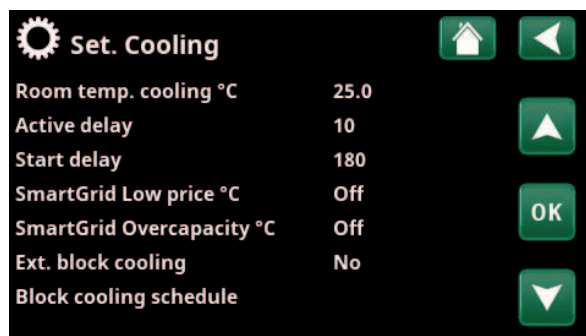 Set. Cooling
Room temp. cooling °C 25.0
Active delay 10
Start delay 180
SmartGrid Low price °C Off
SmartGrid Overcapacity °C Off
OK
Ext. block cooling No
Block cooling schedule